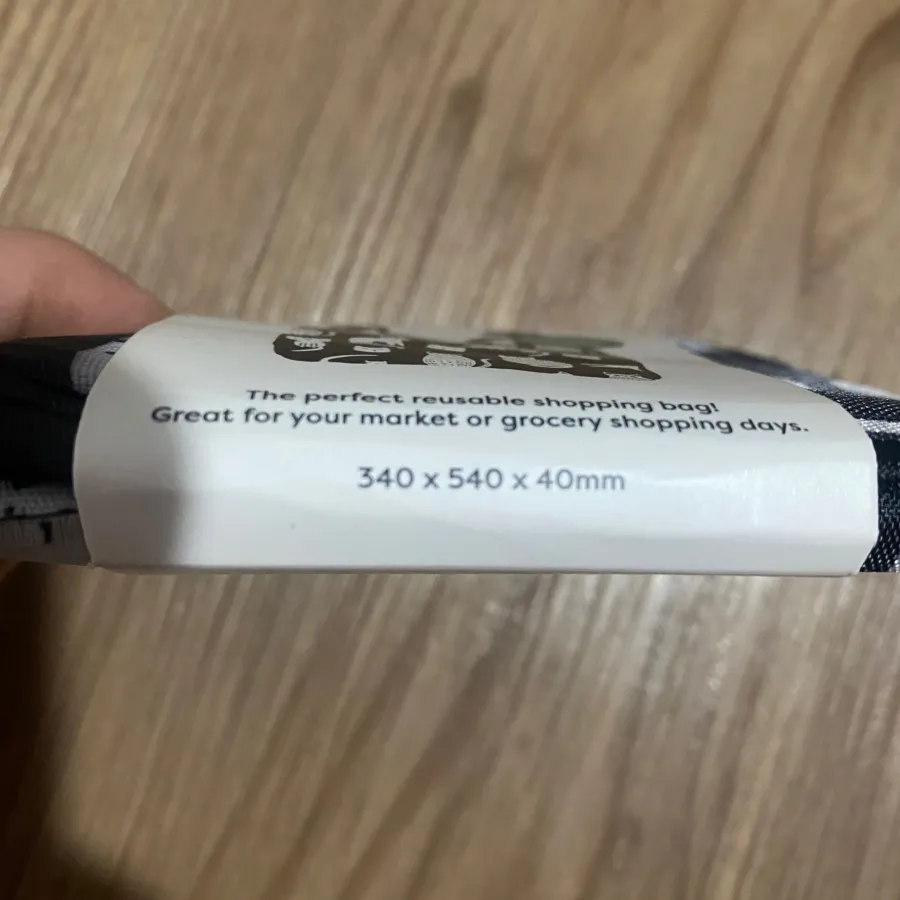 The perfect reusable shopping bag!
Great for your market or grocery shopping days.
340 x 540 x 40mm